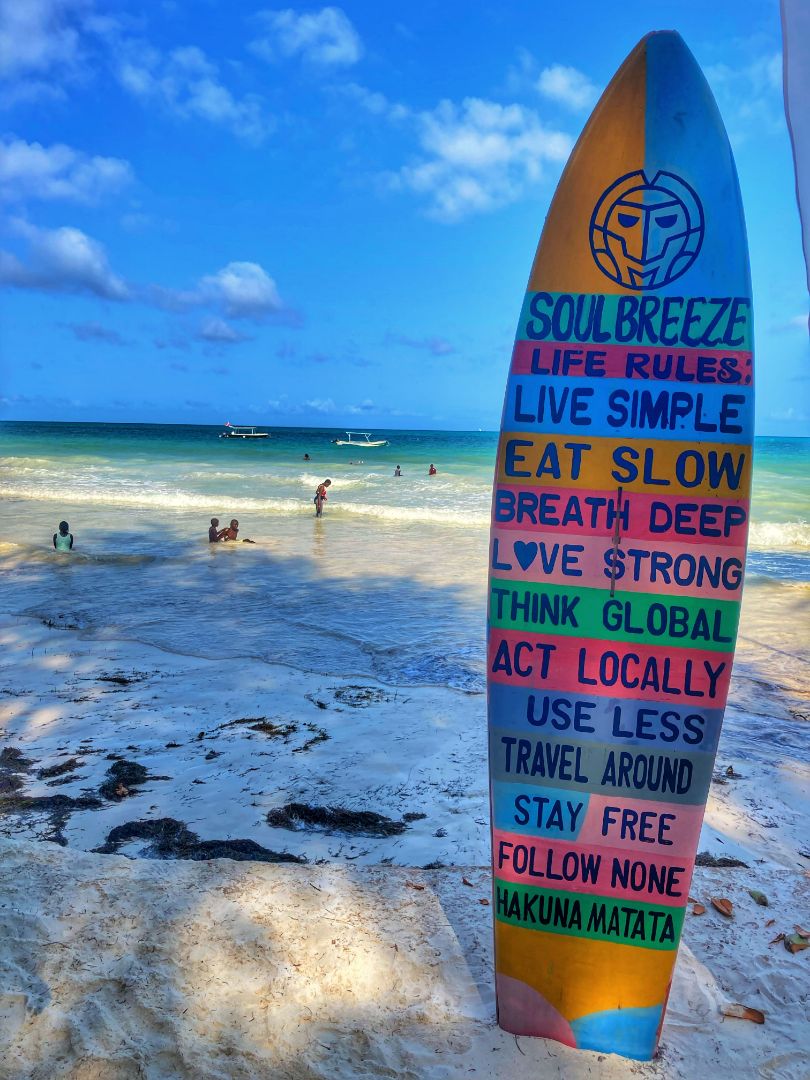 SOUL BREEZE
LIFE RULES:
LIVE SIMPLE
EAT SLOW
BREATH DEEP
L♥VE STRONG
THINK GLOBAL
ACT LOCALLY
USE LESS
TRAVEL AROUND
STAY FREE
FOLLOW NONE
HAKUNA MATATA